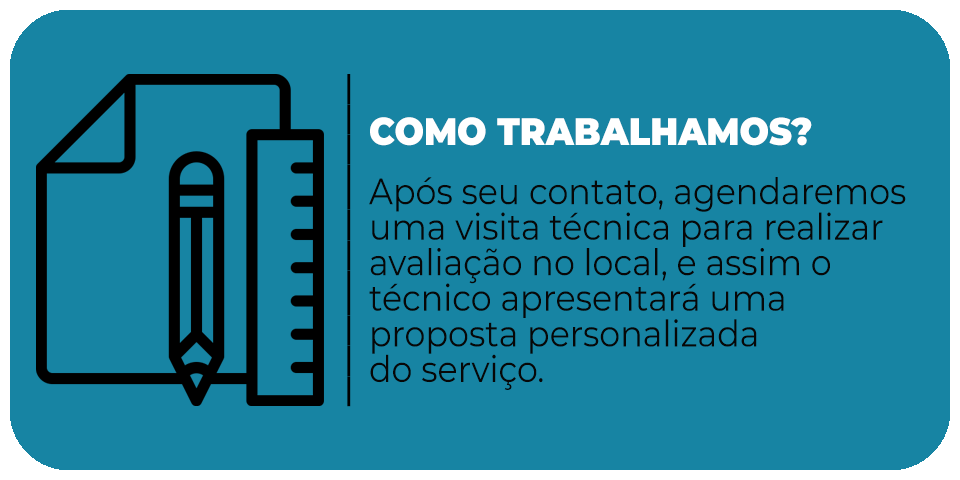 COMO TRABALHAMOS?
Após seu contato, agendaremos
uma visita técnica para realizar
avaliação no local, e assim o
técnico apresentará uma
proposta personalizada
do serviço.